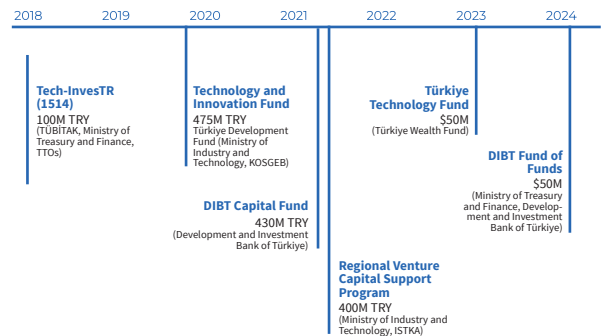 2018 2019 2020 2021 2022 2023 2024
Tech-InvesTR
(1514)
100M TRY
(TÜBİTAK, Ministry of
Treasury and Finance,
TTOs)
Technology and
Innovation Fund
475M TRY
Türkiye Development
Fund (Ministry of
Industry and
Technology, KOSGEB)
DIBT Capital Fund
430M TRY
(Development and Investment
Bank of Türkiye)
Regional Venture
Capital Support
Program
400M TRY
(Ministry of Industry and
Technology, ISTKA)
Türkiye
Technology Fund
$50M
(Türkiye Wealth Fund)
DIBT Fund of
Funds
$50M
(Ministry of Treasury
and Finance, Develop-
ment and Investment
Bank of Türkiye)